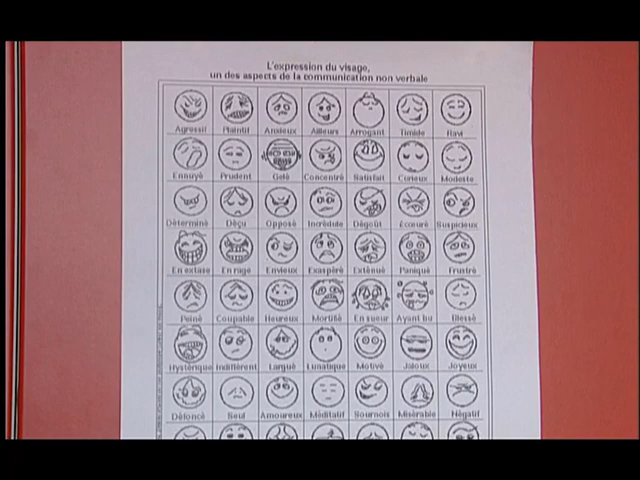 L'expression du visage,
un des aspects de la communication non verbale
Agressif Plaintif Anxieux Ailleurs Arrogant Timide Ravi
Ennuyé Prudent Gelé Concentré Satisfait Curieux Modeste
Déterminé Déçu Opposé Incrédule Dégoût Écœuré Suspicieux
En extase En rage Envieux Exaspéré Exténué Paniqué Frustré
Peiné Coupable Heureux Mortifié En sueur Ayant bu Blessé
Hystérique Indifférent Largué Lunatique Motivé Jaloux Joyeux
Défoncé Seul Amoureux Méditatif Sournois Misérable Négatif